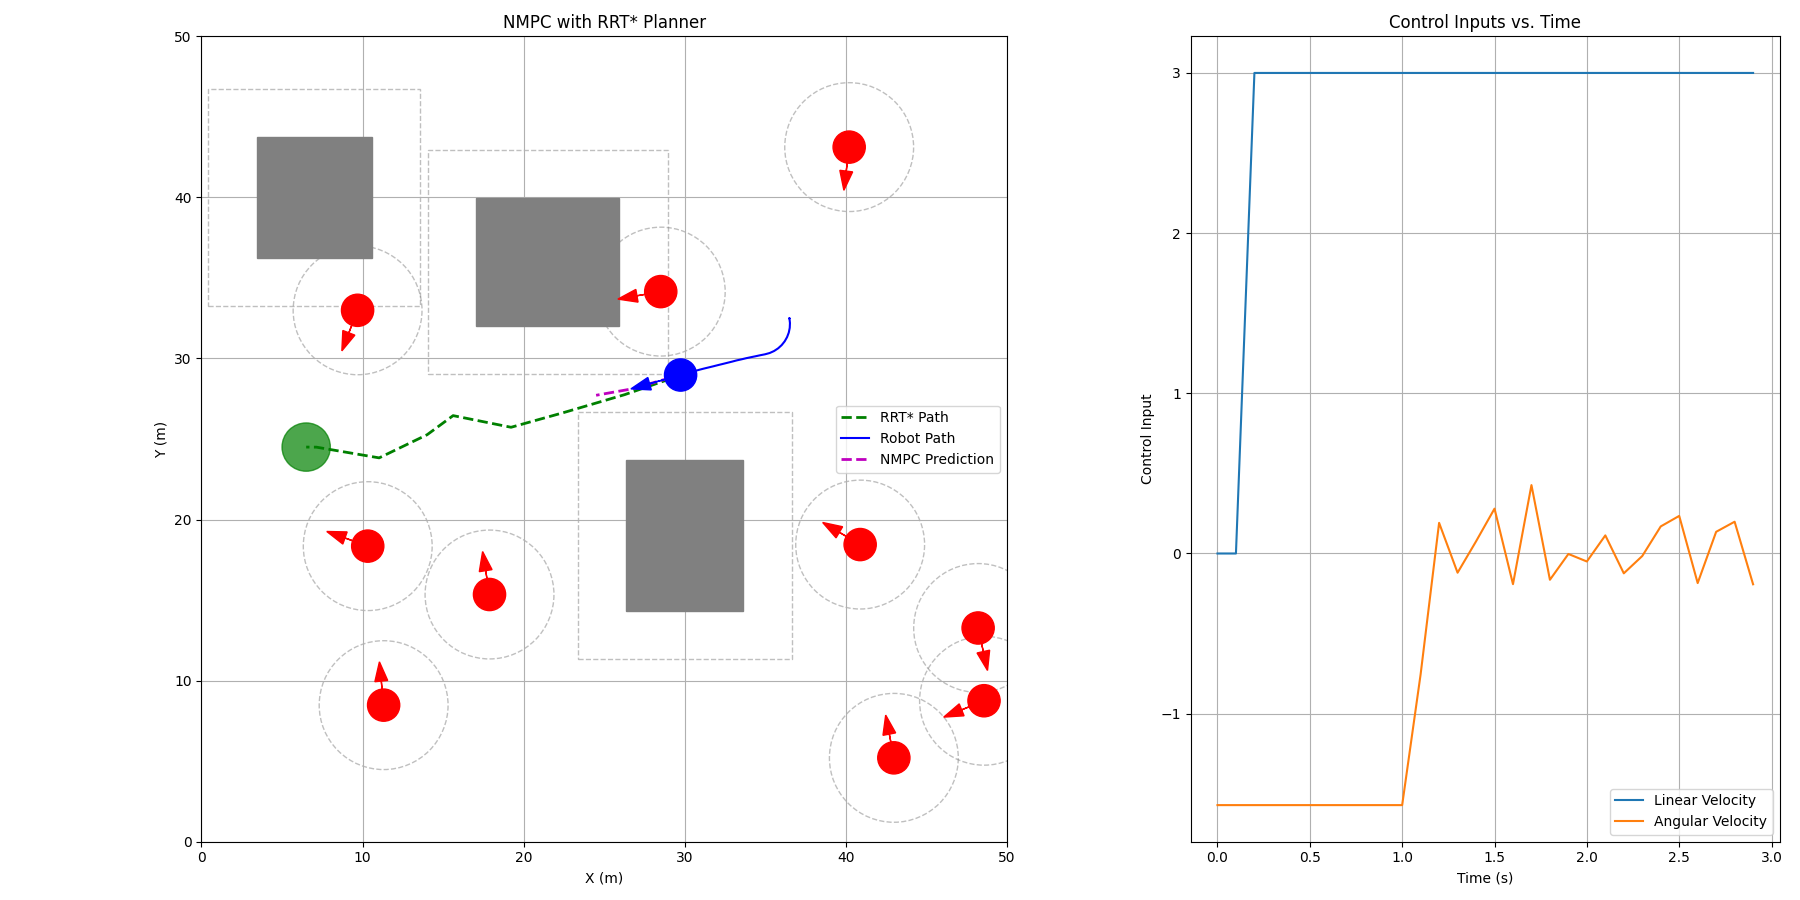 NMPC with RRT* Planner
50
40
30
20
10
0
Y (m)
0 10 20 30 40 50
X (m)
RRT* Path
Robot Path
NMPC Prediction
Control Inputs vs. Time
3
2
1
0
−1
Control Input
0.0 0.5 1.0 1.5 2.0 2.5 3.0
Time (s)
Linear Velocity
Angular Velocity